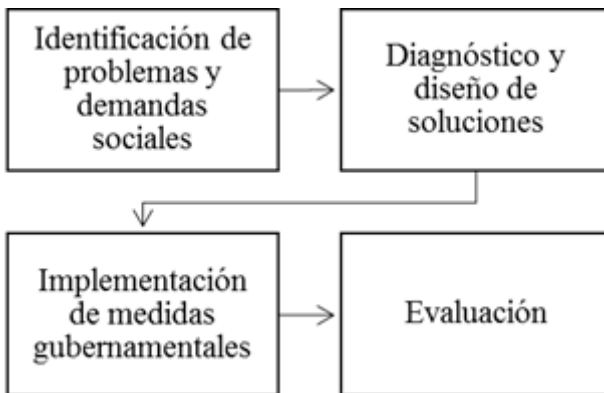 Identificación de
problemas y
demandas
sociales
Diagnóstico y
diseño de
soluciones
Implementación
de medidas
gubernamentales
Evaluación